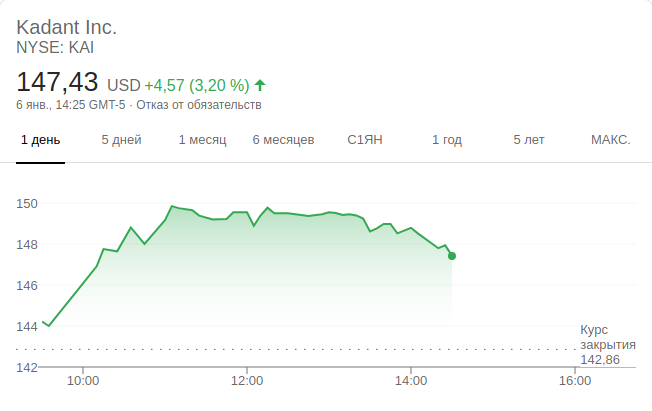 Kadant Inc.
NYSE: KAI
147,43 USD +4,57 (3,20 %)
6 янв., 14:25 GMT-5 · Отказ от обязательств
1 день 5 дней 1 месяц 6 месяцев С1ЯН 1 год 5 лет МАКС.
150
148
146
144
142
Курс
закрытия
142,86
10:00 12:00 14:00 16:00